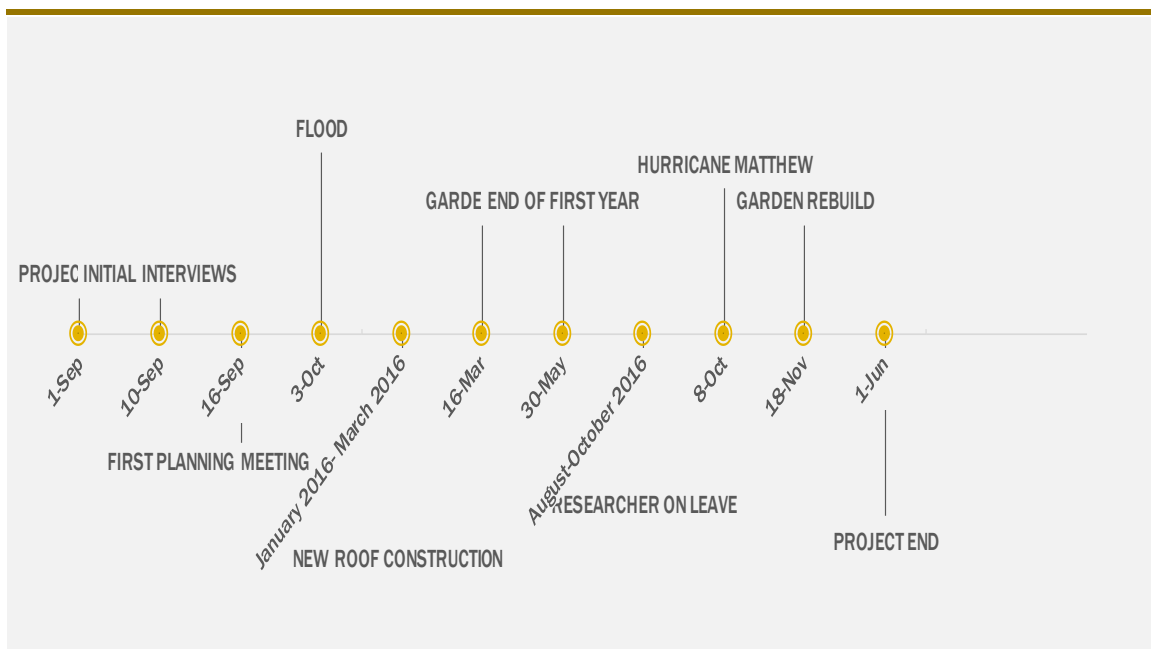 FLOOD
HURRICANE MATTHEW
GARDE END OF FIRST YEAR
GARDEN REBUILD
PROJEC INITIAL INTERVIEWS
1-Sep
10-Sep
16-Sep
3-Oct
January 2016- March 2016
16-Mar
30-May
August-October 2016
8-Oct
18-Nov
1-Jun
FIRST PLANNING MEETING
RESEARCHER ON LEAVE
PROJECT END
NEW ROOF CONSTRUCTION